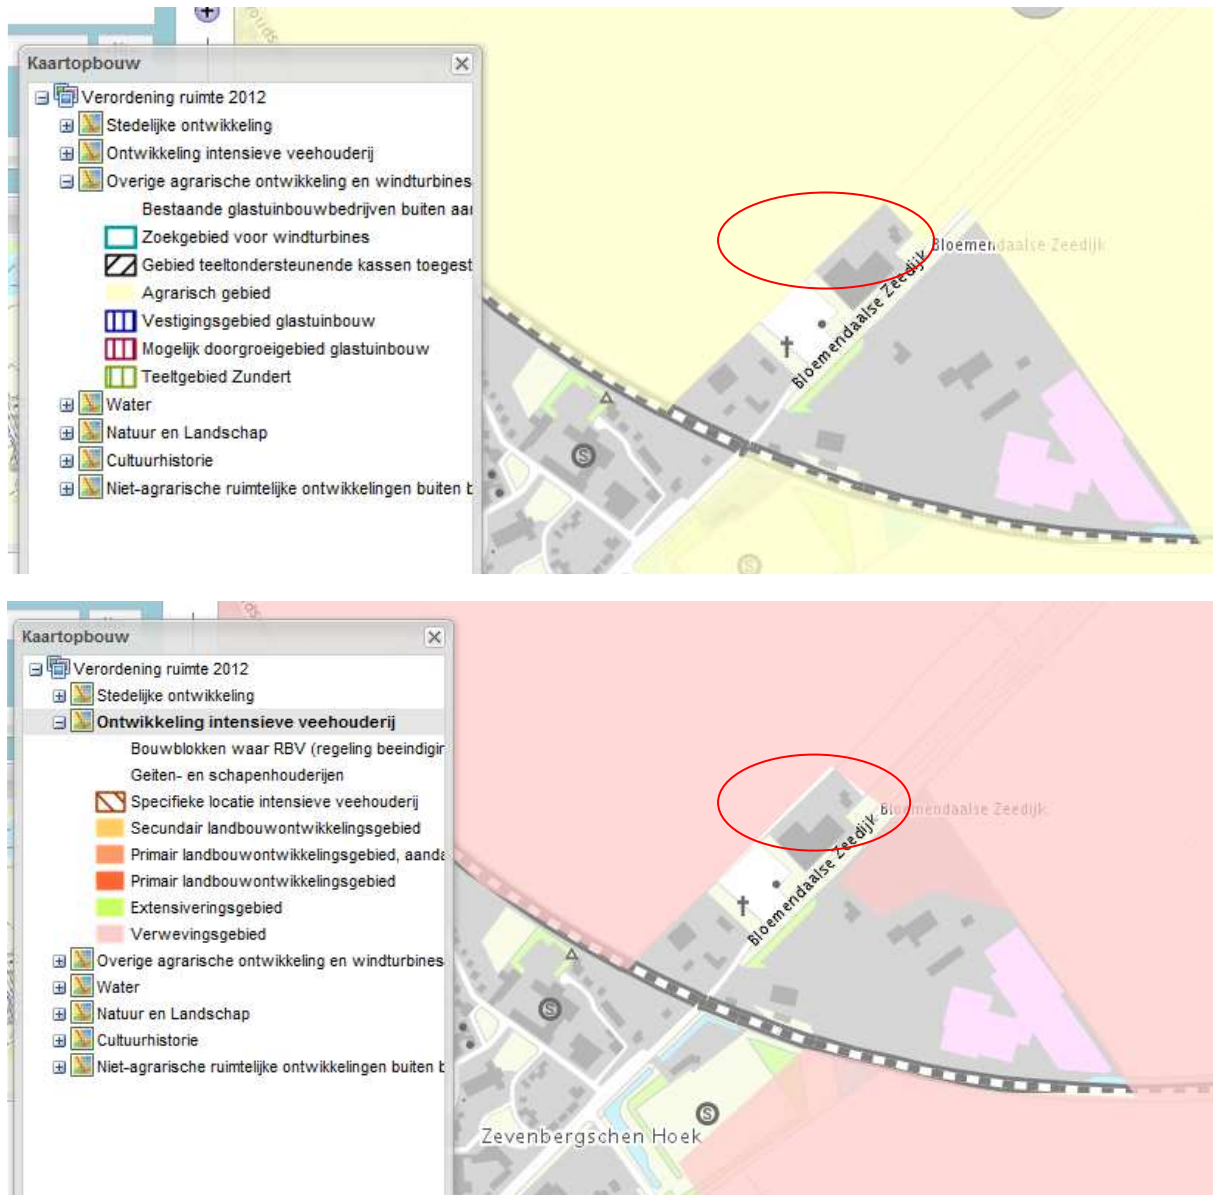 Kaartopbouw
Verordening ruimte 2012
Stedelijke ontwikkeling
Ontwikkeling intensieve veehouderij
Overige agrarische ontwikkeling en windturbines
Bestaande glastuinbouwbedrijven buiten aar
Zoekgebied voor windturbines
Gebied teeltondersteunende kassen toegest
Agrarisch gebied
Vestigingsgebied glastuinbouw
Mogelijk doorgroeigebied glastuinbouw
Teeltgebied Zundert
Water
Natuur en Landschap
Cultuurhistorie
Niet-agrarische ruimtelijke ontwikkelingen buiten b
Bloemendaalse Zeedijk
Bloemendaalse Zeedijk
S
S
Kaartopbouw
Verordening ruimte 2012
Stedelijke ontwikkeling
Ontwikkeling intensieve veehouderij
Bouwblokken waar RBV (regeling beeindigin
Geiten- en schapenhouderijen
Specifieke locatie intensieve veehouderij
Secundair landbouwontwikkelingsgebied
Primair landbouwontwikkelingsgebied, aanda
Primair landbouwontwikkelingsgebied
Extensiveringsgebied
Verwevingsgebied
Overige agrarische ontwikkeling en windturbines
Water
Natuur en Landschap
Cultuurhistorie
Niet-agrarische ruimtelijke ontwikkelingen buiten b
Bloemendaalse Zeedijk
Bloemendaalse Zeedijk
S
S
Zevenbergschen Hoek